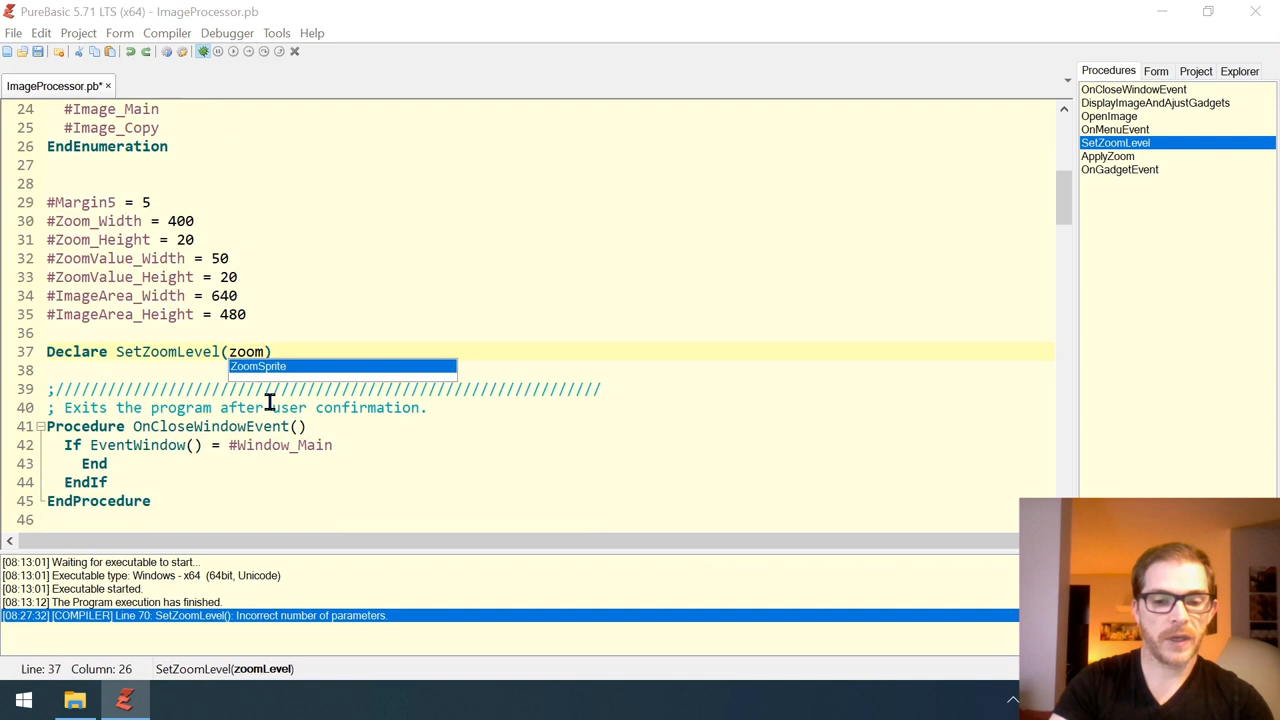 PureBasic 5.71 LTS (x64) - ImageProcessor.pb
File Edit Project Form Compiler Debugger Tools Help
ImageProcessor.pb*
Procedures Form Project Explorer
OnCloseWindowEvent
DisplayImageAndAjustGadgets
OpenImage
OnMenuEvent
SetZoomLevel
ApplyZoom
OnGadgetEvent
24 #Image_Main
25 #Image_Copy
26 EndEnumeration
27
28
29 #Margin5 = 5
30 #Zoom_Width = 400
31 #Zoom_Height = 20
32 #ZoomValue_Width = 50
33 #ZoomValue_Height = 20
34 #ImageArea_Width = 640
35 #ImageArea_Height = 480
36
37 Declare SetZoomLevel(zoom)
ZoomSprite
38
39 ;///////////////////////////////////////////////////////////////
40 ; Exits the program after user confirmation.
41 Procedure OnCloseWindowEvent()
42 If EventWindow() = #Window_Main
43 End
44 EndIf
45 EndProcedure
46
[08:13:01] Waiting for executable to start...
[08:13:01] Executable type: Windows - x64 (64bit, Unicode)
[08:13:01] Executable started.
[08:13:12] The Program execution has finished.
[08:27:32] [COMPILER] Line 70: SetZoomLevel(): Incorrect number of parameters.
Line: 37 Column: 26 SetZoomLevel(zoomLevel)